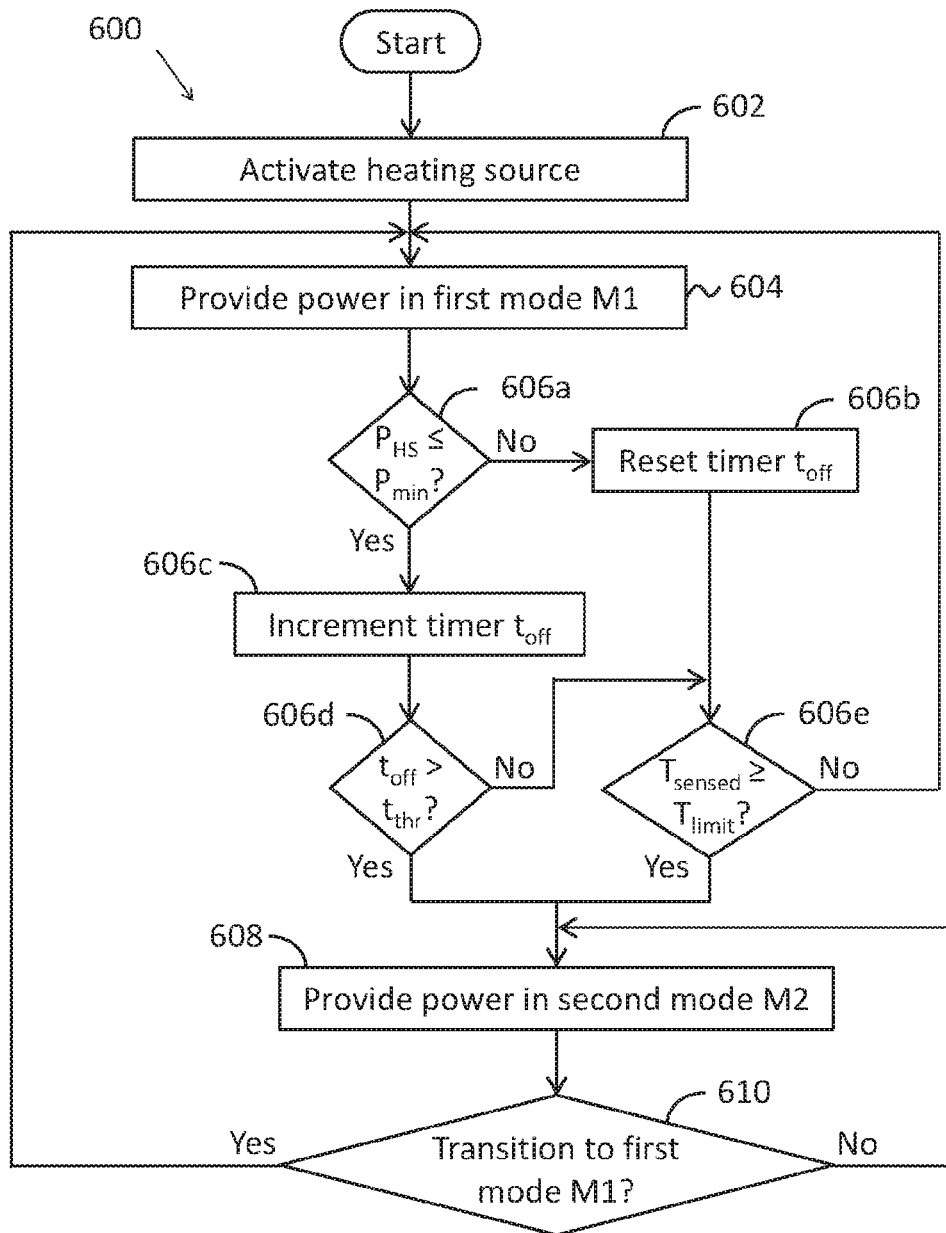 600
Start
602
Activate heating source
Provide power in first mode M1
604
606a
606b
P_HS ≤
P_min?
No
Reset timer t_off
Yes
606c
Increment timer t_off
606d
606e
t_off >
t_thr?
No
T_sensed ≥
T_limit?
No
Yes
Yes
608
Provide power in second mode M2
610
Yes
Transition to first
mode M1?
No